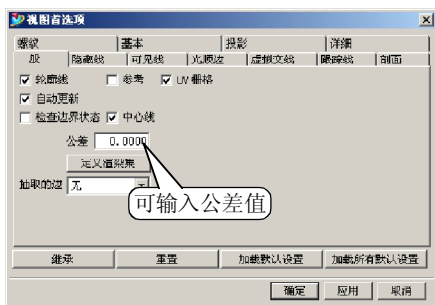 视图首选项
螺纹 基本 投影 详细
般 隐藏线 可见线 光顺边 虚拟交线 跟踪线 剖面
轮廓线 参考 UV栅格
自动更新
检查边界状态 中心线
公差 0.0000
定义渲染集
抽取的边 无
可输入公差值
继承 重置 加载默认设置 加载所有默认设置
确定 应用 取消